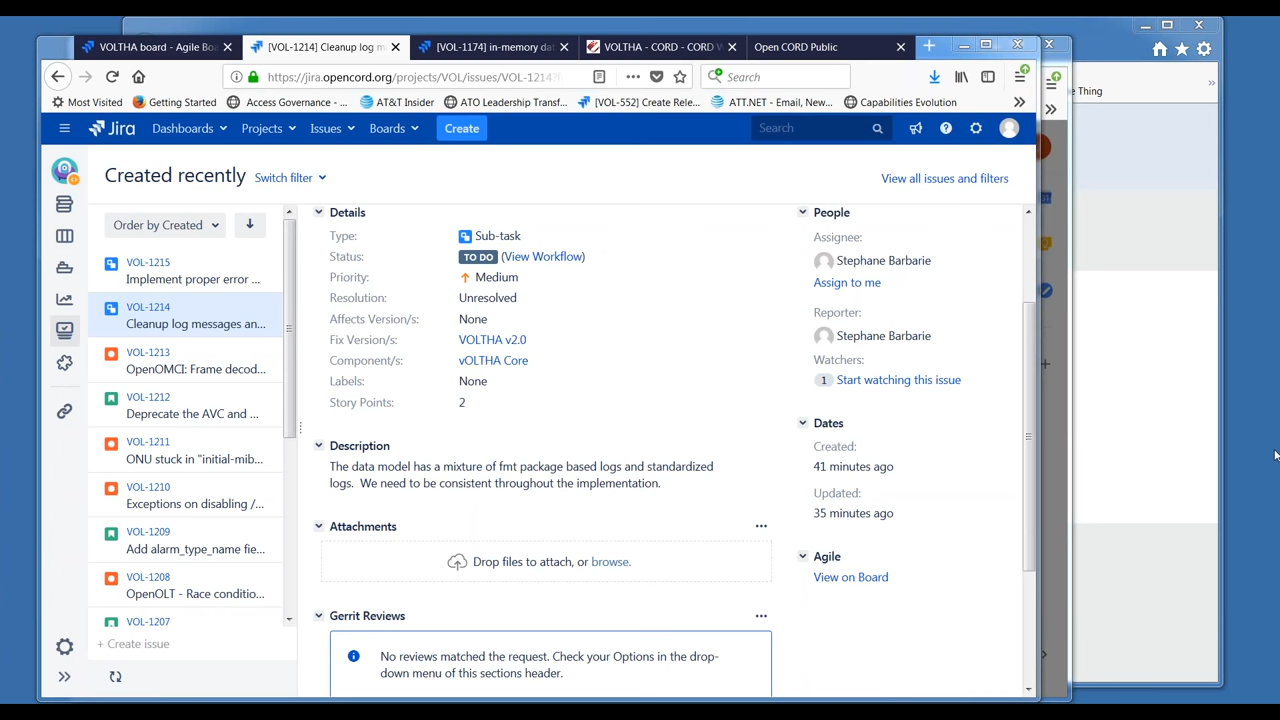 VOLTHA board - Agile Boa
[VOL-1214] Cleanup log m
[VOL-1174] in-memory dat
VOLTHA - CORD - CORD W
Open CORD Public
https://jira.opencord.org/projects/VOL/issues/VOL-1214?
Search
Most Visited
Getting Started
Access Governance - ...
AT&T Insider
ATO Leadership Transf...
[VOL-552] Create Rele...
ATT.NET - Email, New...
Capabilities Evolution
e Thing
Jira
Dashboards
Projects
Issues
Boards
Create
Search
Created recently
Switch filter
View all issues and filters
Order by Created
VOL-1215
Implement proper error ...
VOL-1214
Cleanup log messages an...
VOL-1213
OpenOMCI: Frame decod...
VOL-1212
Deprecate the AVC and ...
VOL-1211
ONU stuck in "initial-mib...
VOL-1210
Exceptions on disabling /...
VOL-1209
Add alarm_type_name fie...
VOL-1208
OpenOLT - Race conditio...
VOL-1207
+ Create issue
Details
Type: Sub-task
Status: TO DO (View Workflow)
Priority: Medium
Resolution: Unresolved
Affects Version/s: None
Fix Version/s: VOLTHA v2.0
Component/s: vOLTHA Core
Labels: None
Story Points: 2
Description
The data model has a mixture of fmt package based logs and standardized
logs. We need to be consistent throughout the implementation.
Attachments
Drop files to attach, or browse.
Gerrit Reviews
No reviews matched the request. Check your Options in the drop-
down menu of this sections header.
People
Assignee:
Stephane Barbarie
Assign to me
Reporter:
Stephane Barbarie
Watchers:
1 Start watching this issue
Dates
Created:
41 minutes ago
Updated:
35 minutes ago
Agile
View on Board